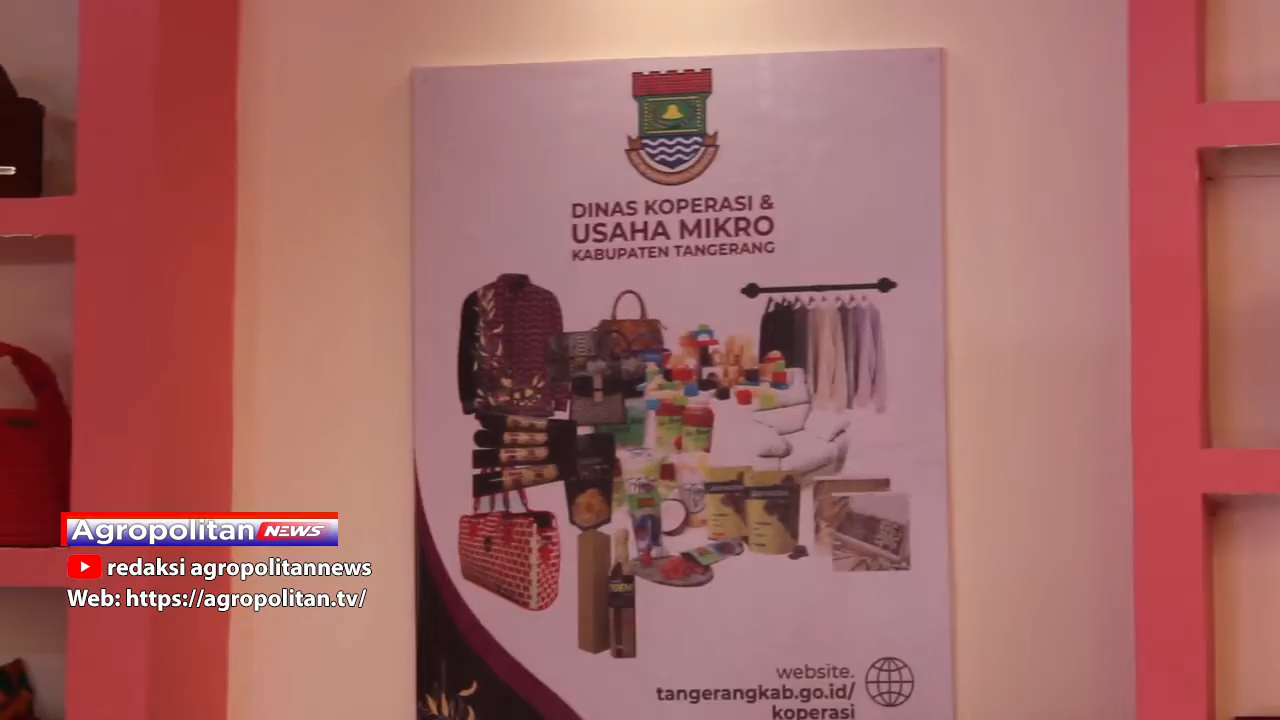 DINAS KOPERASI &
USAHA MIKRO
KABUPATEN TANGERANG
Agropolitan NEWS
redaksi agropolitannews
Web: https://agropolitan.tv/
website.
tangerangkab.go.id/
koperasi